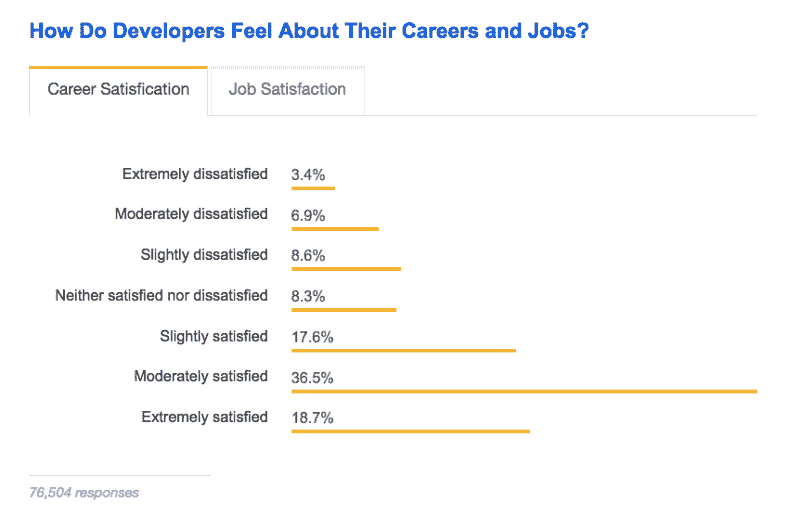 How Do Developers Feel About Their Careers and Jobs?
Career Satisfication Job Satisfaction
Extremely dissatisfied 3.4%
Moderately dissatisfied 6.9%
Slightly dissatisfied 8.6%
Neither satisfied nor dissatisfied 8.3%
Slightly satisfied 17.6%
Moderately satisfied 36.5%
Extremely satisfied 18.7%
76,504 responses